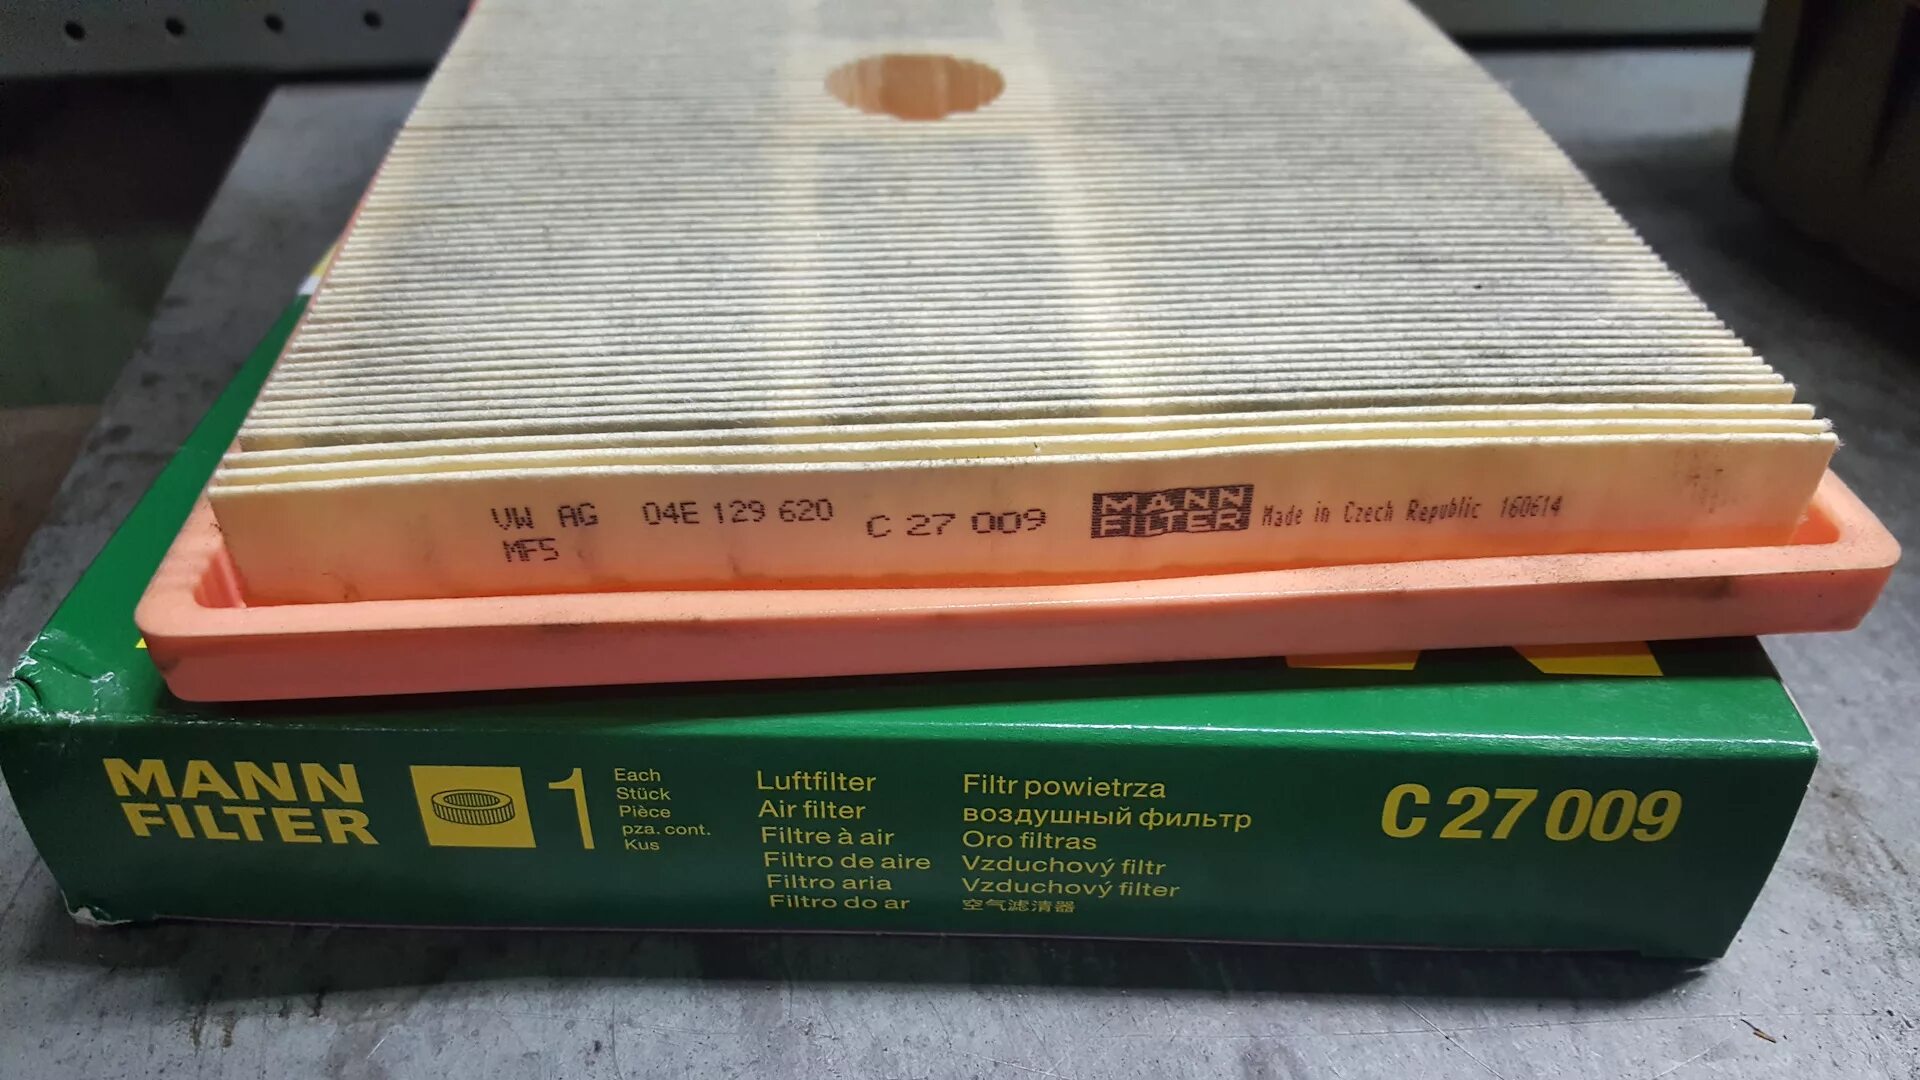 VW AG 04E 129 620 C 27 009 MANN FILTER Made in Czech Republic 160614
MF5
MANN
FILTER
1
Each
Stück
Pièce
pza. cont.
Kus
Luftfilter
Air filter
Filtre à air
Filtro de aire
Filtro aria
Filtro do ar
Filtr powietrza
воздушный фильтр
Oro filtras
Vzduchový filtr
Vzduchový filter
空气滤清器
C 27 009